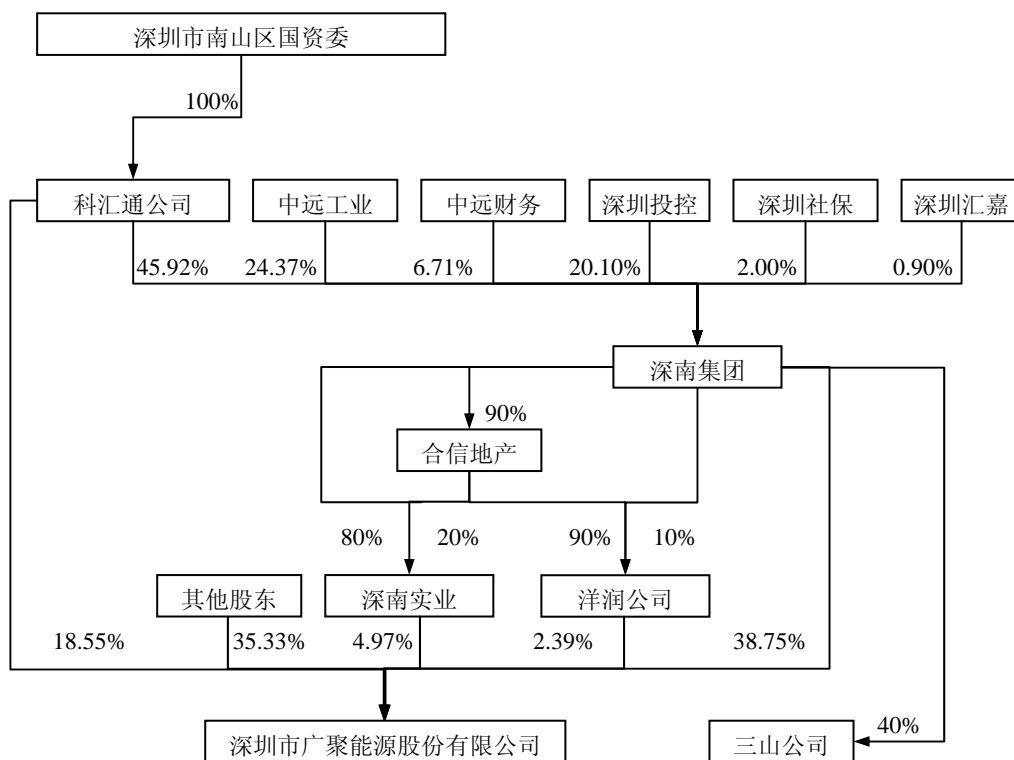 深圳市南山区国资委
100%
科汇通公司
中远工业
中远财务
深圳投控
深圳社保
深圳汇嘉
45.92%
24.37%
6.71%
20.10%
2.00%
0.90%
深南集团
90%
合信地产
80%
20%
90%
10%
其他股东
深南实业
洋润公司
18.55%
35.33%
4.97%
2.39%
38.75%
深圳市广聚能源股份有限公司
三山公司
40%